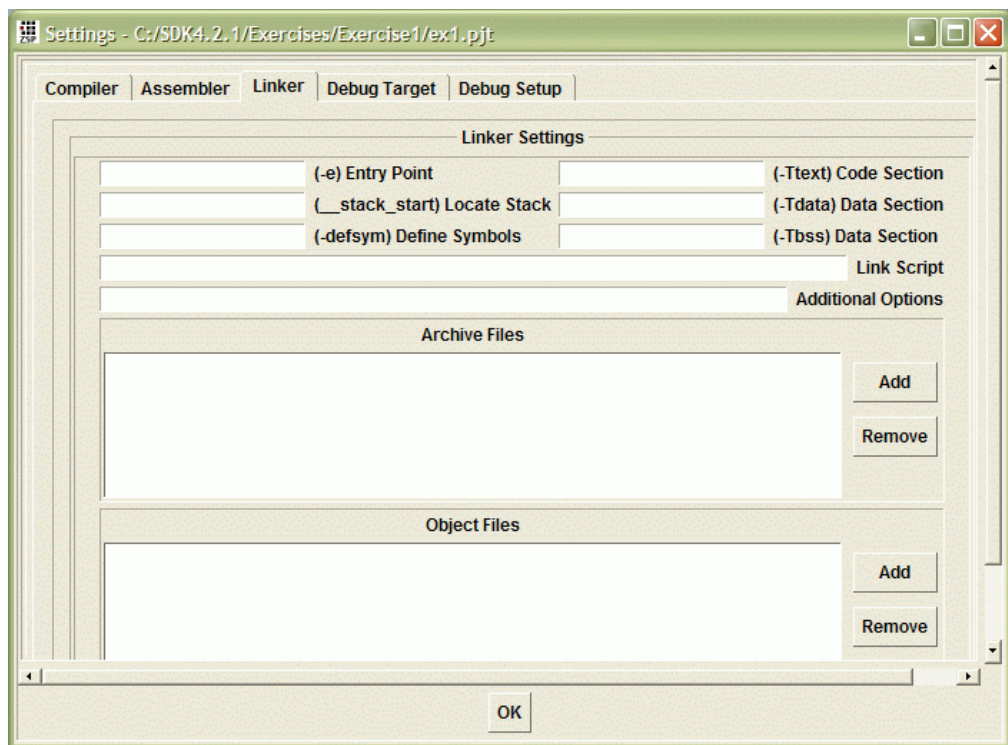 ZSP Settings - C:/SDK4.2.1/Exercises/Exercise1/ex1.pjt
Compiler Assembler Linker Debug Target Debug Setup
Linker Settings
(-e) Entry Point (-Ttext) Code Section
(__stack_start) Locate Stack (-Tdata) Data Section
(-defsym) Define Symbols (-Tbss) Data Section
Link Script
Additional Options
Archive Files
Add
Remove
Object Files
Add
Remove
OK